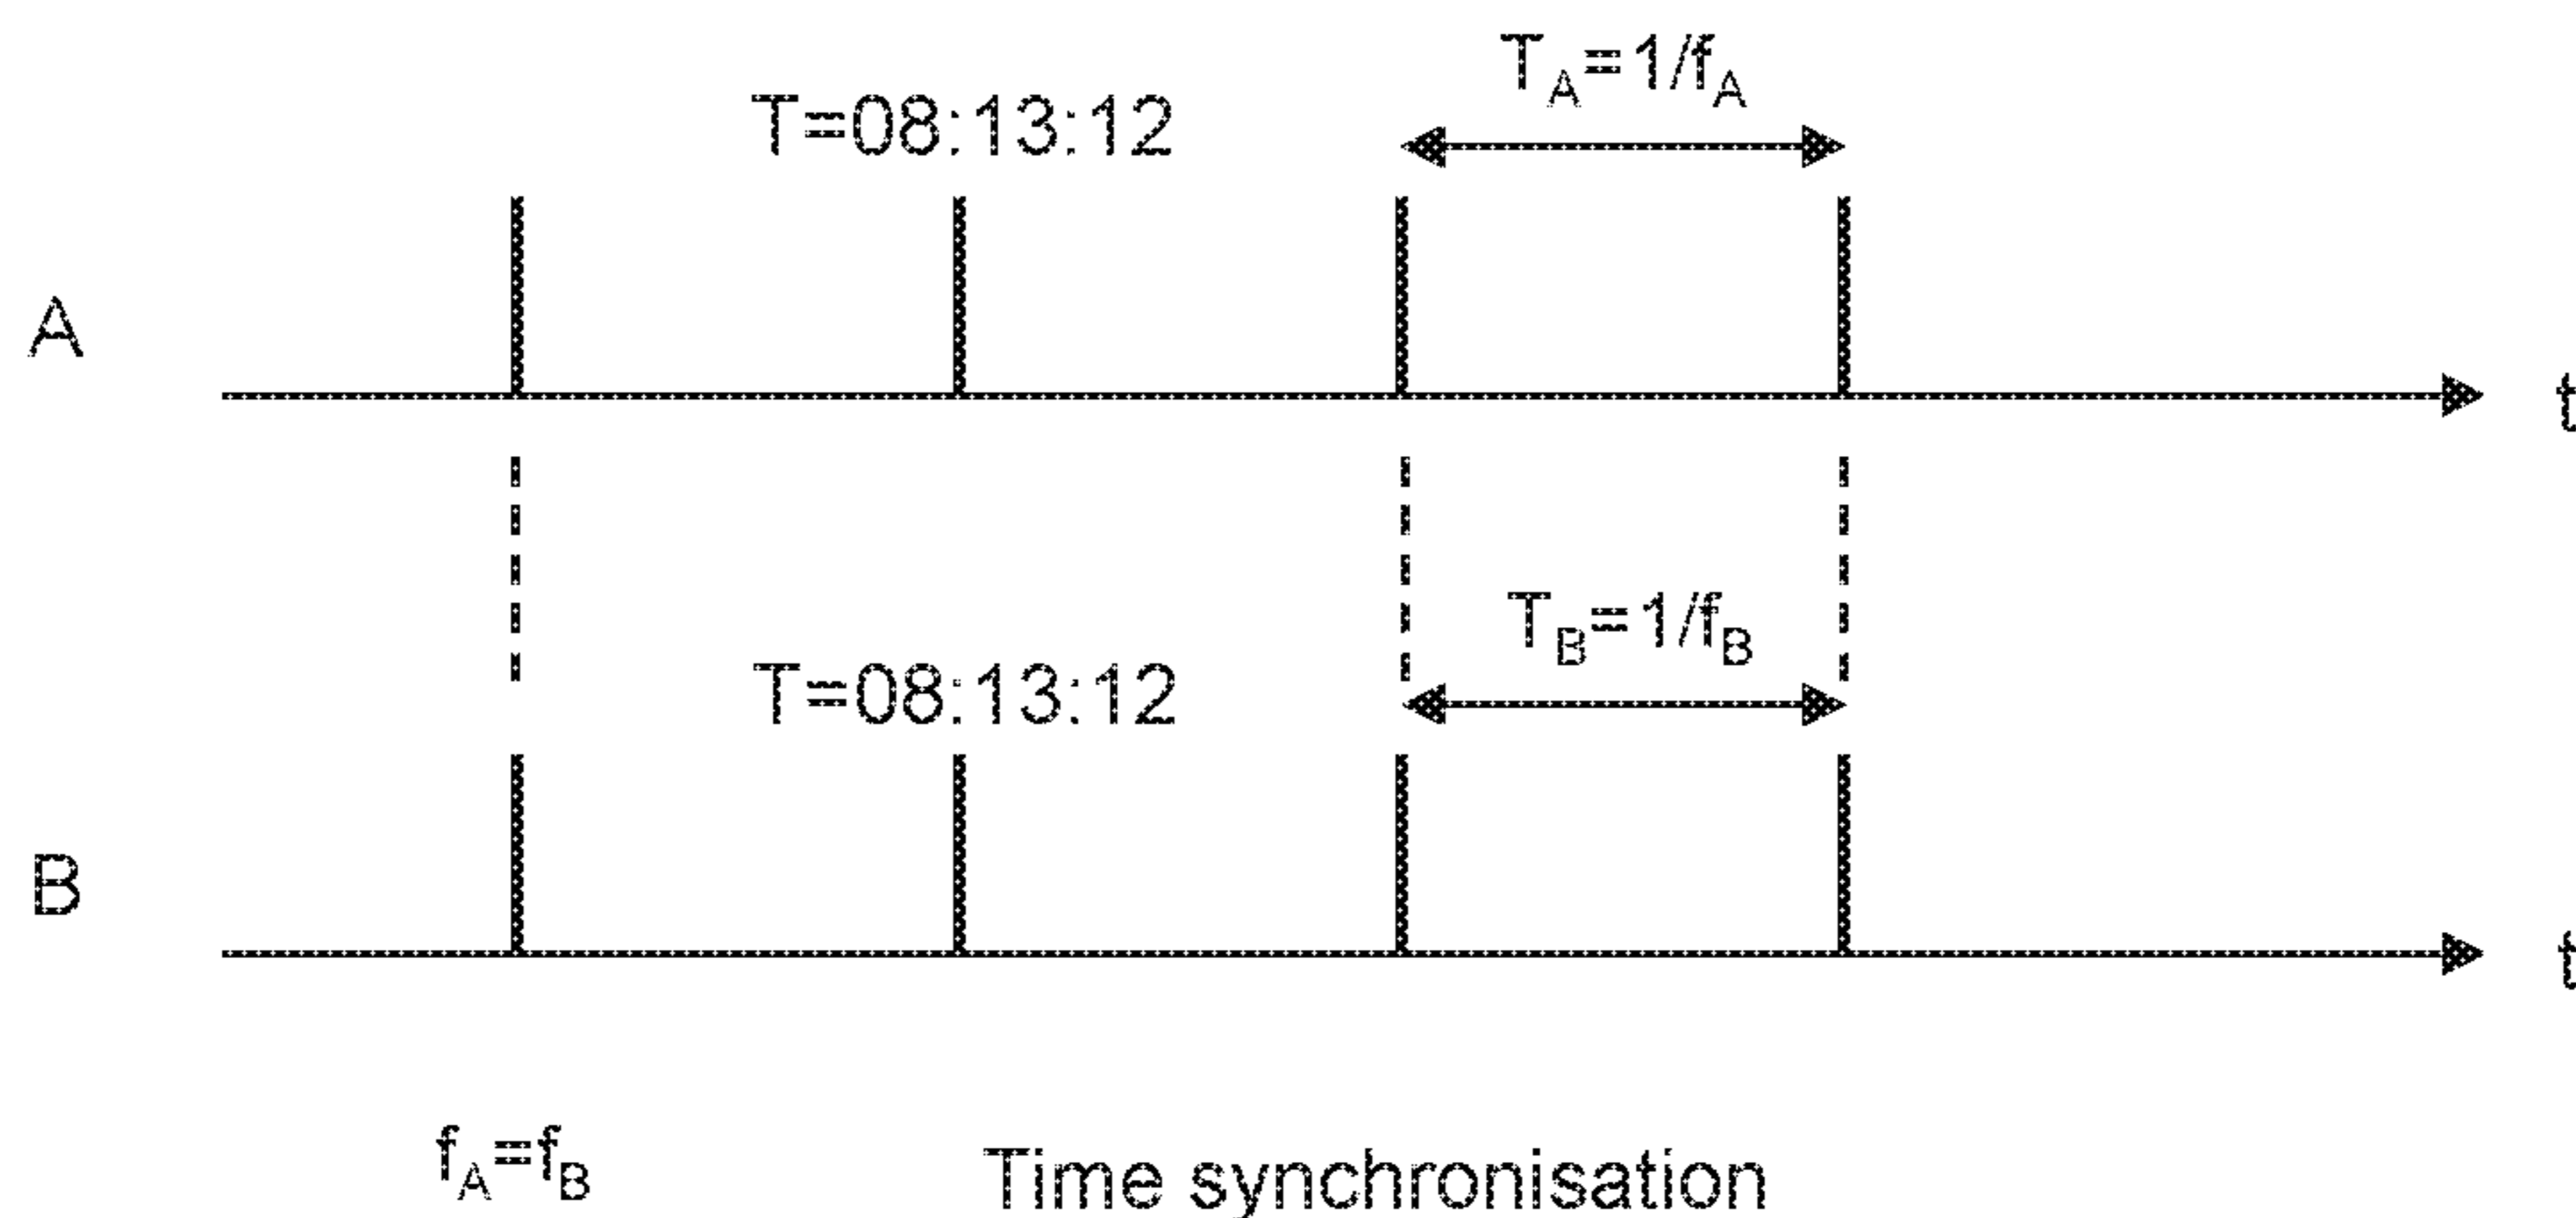 T_A=1/f_A
T=08:13:12
A
t
T_B=1/f_B
T=08:13:12
B
t
f_A=f_B
Time synchronisation